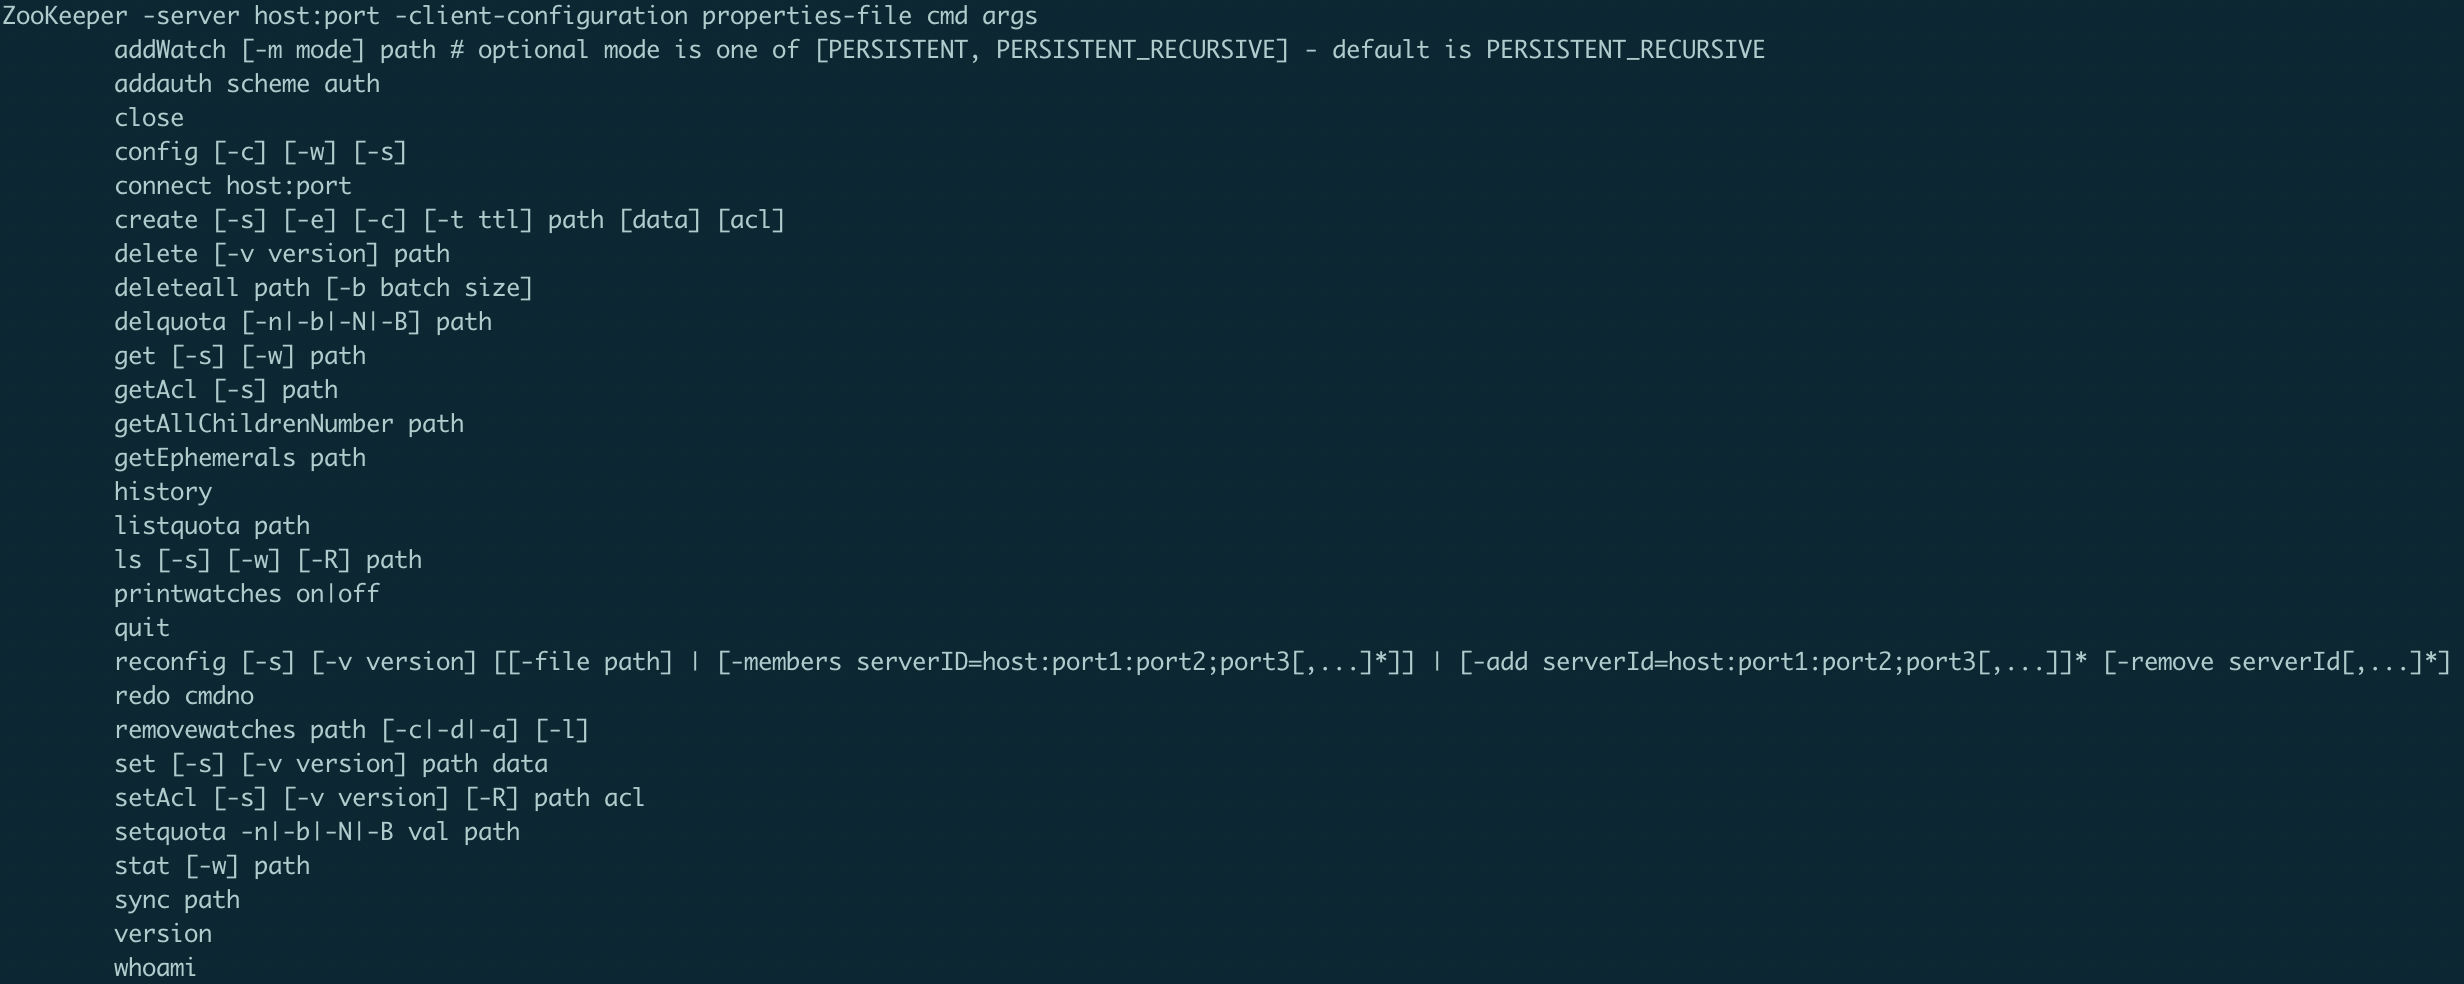 ZooKeeper -server host:port -client-configuration properties-file cmd args
addWatch [-m mode] path # optional mode is one of [PERSISTENT, PERSISTENT_RECURSIVE] - default is PERSISTENT_RECURSIVE
addauth scheme auth
close
config [-c] [-w] [-s]
connect host:port
create [-s] [-e] [-c] [-t ttl] path [data] [acl]
delete [-v version] path
deleteall path [-b batch size]
delquota [-n|-b|-N|-B] path
get [-s] [-w] path
getAcl [-s] path
getAllChildrenNumber path
getEphemerals path
history
listquota path
ls [-s] [-w] [-R] path
printwatches on|off
quit
reconfig [-s] [-v version] [[-file path] | [-members serverID=host:port1:port2;port3[,...]*]] | [-add serverId=host:port1:port2;port3[,...]]* [-remove serverId[,...]*]
redo cmdno
removewatches path [-c|-d|-a] [-l]
set [-s] [-v version] path data
setAcl [-s] [-v version] [-R] path acl
setquota -n|-b|-N|-B val path
stat [-w] path
sync path
version
whoami